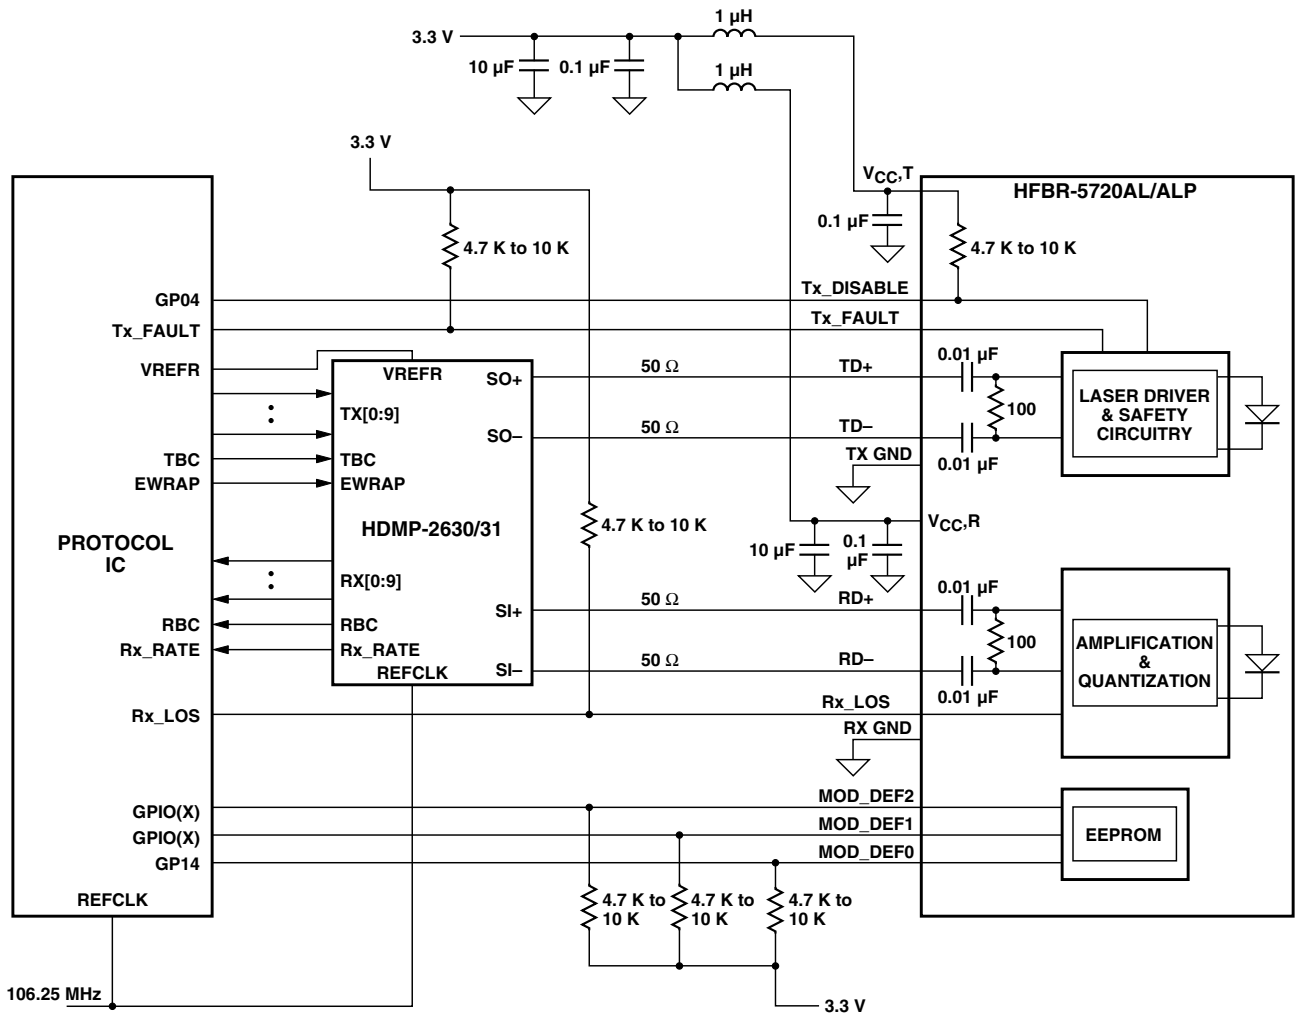 1 µH
3.3 V
10 µF
0.1 µF
1 µH
3.3 V
VCC,T
HFBR-5720AL/ALP
0.1 µF
4.7 K to 10 K
4.7 K to 10 K
GP04
Tx_DISABLE
Tx_FAULT
Tx_FAULT
VREFR
VREFR
SO+
50 Ω
TD+
0.01 µF
TX[0:9]
100
LASER DRIVER
& SAFETY
CIRCUITRY
SO–
50 Ω
TD–
0.01 µF
TBC
TBC
TX GND
EWRAP
EWRAP
HDMP-2630/31
4.7 K to 10 K
VCC,R
PROTOCOL
IC
10 µF
0.1
µF
RX[0:9]
SI+
50 Ω
RD+
0.01 µF
RBC
RBC
Rx_RATE
Rx_RATE
100
AMPLIFICATION
&
QUANTIZATION
REFCLK
SI–
50 Ω
RD–
0.01 µF
Rx_LOS
Rx_LOS
RX GND
GPIO(X)
MOD_DEF2
GPIO(X)
MOD_DEF1
EEPROM
GP14
MOD_DEF0
REFCLK
4.7 K to
10 K
4.7 K to
10 K
4.7 K to
10 K
106.25 MHz
3.3 V